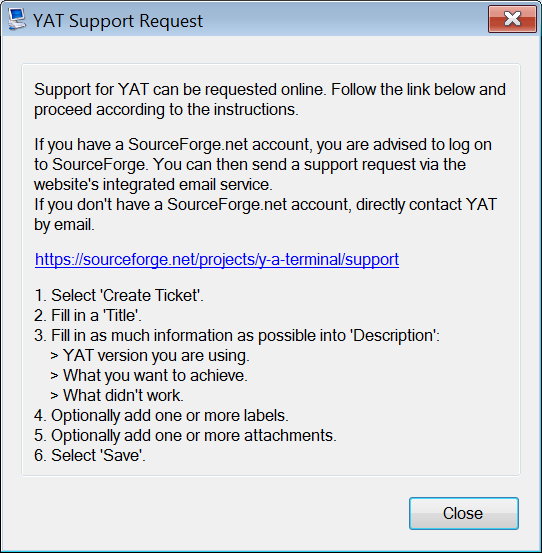 YAT Support Request
Support for YAT can be requested online. Follow the link below and
proceed according to the instructions.
If you have a SourceForge.net account, you are advised to log on
to SourceForge. You can then send a support request via the
website's integrated email service.
If you don't have a SourceForge.net account, directly contact YAT
by email.
https://sourceforge.net/projects/y-a-terminal/support
1. Select 'Create Ticket'.
2. Fill in a 'Title'.
3. Fill in as much information as possible into 'Description':
> YAT version you are using.
> What you want to achieve.
> What didn't work.
4. Optionally add one or more labels.
5. Optionally add one or more attachments.
6. Select 'Save'.
Close